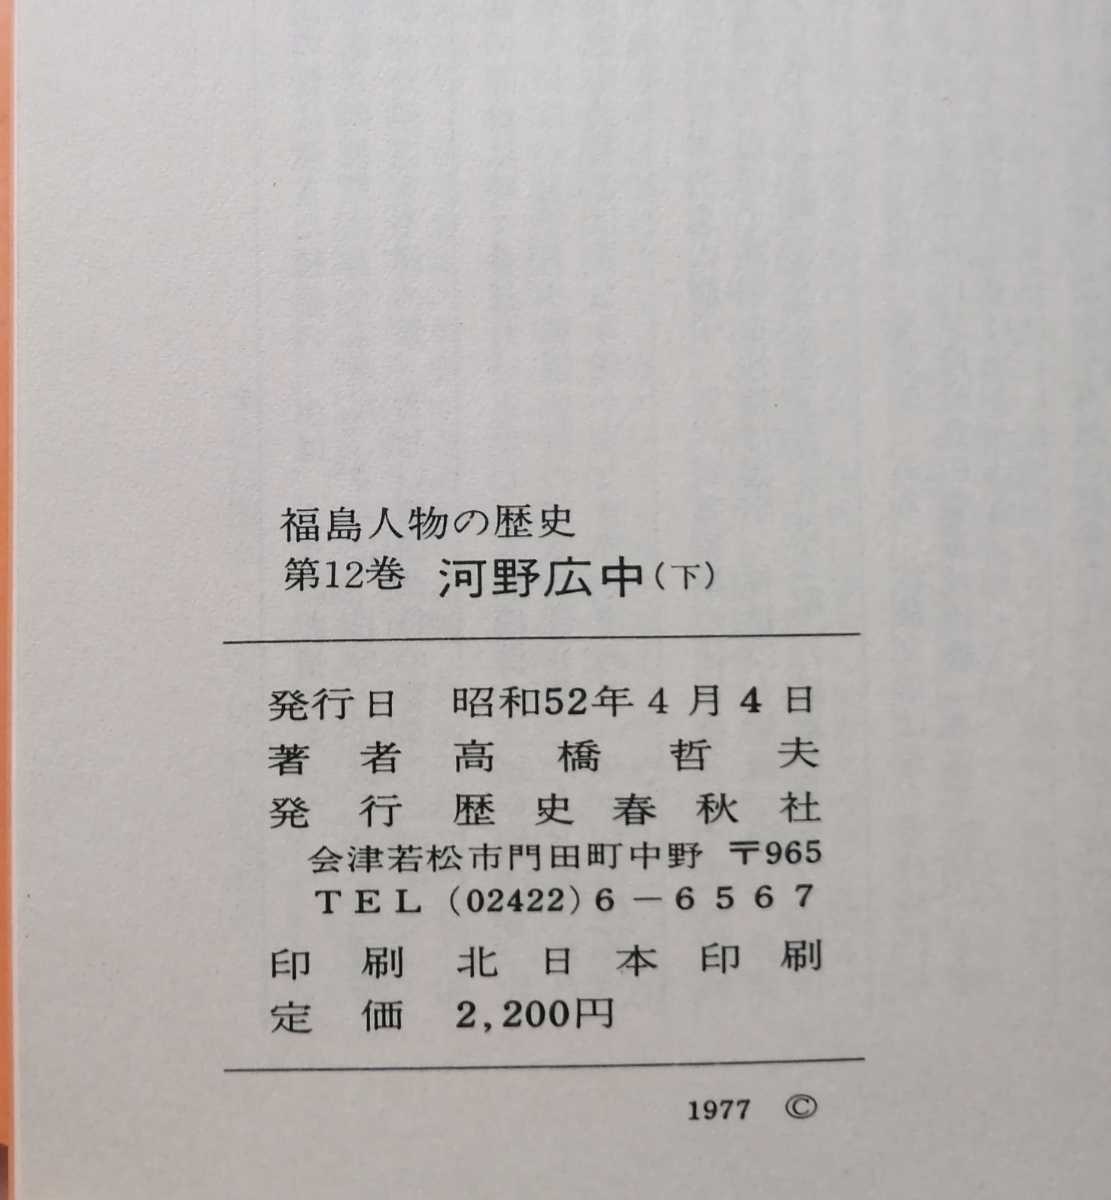 福島人物の歴史
第12巻 河野広中（下）
発行日 昭和52年4月4日
著者 高橋哲夫
発行 歴史春秋社
会津若松市門田町中野 〒965
TEL（02422）6－6567
印刷 北日本印刷
定価 2,200円
1977 ©